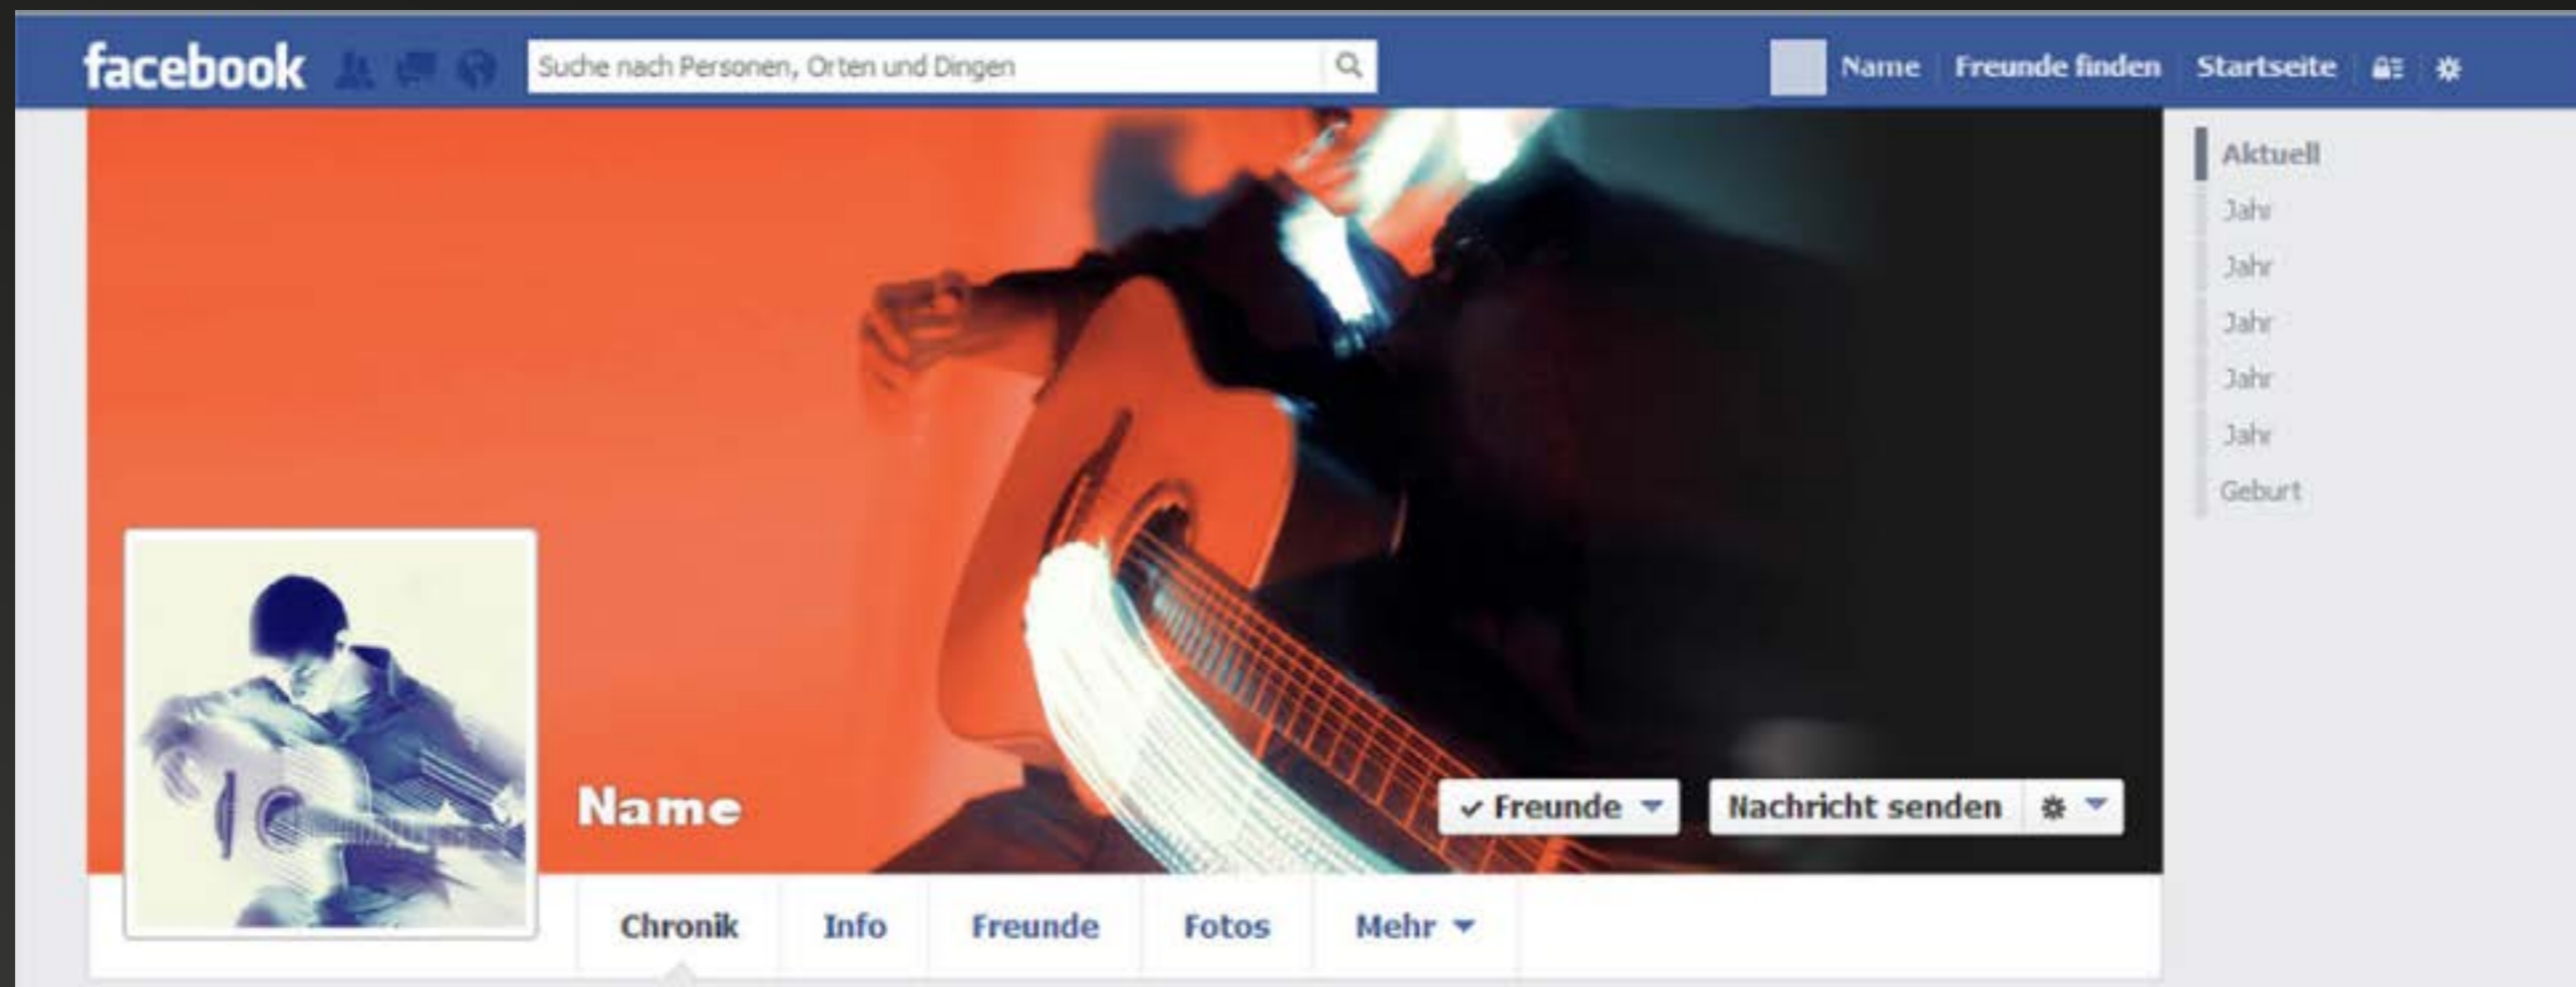 facebook Suche nach Personen, Orten und Dingen Name Freunde finden Startseite
Aktuell
Jahr
Jahr
Jahr
Jahr
Jahr
Geburt
Name
Freunde Nachricht senden
Chronik Info Freunde Fotos Mehr